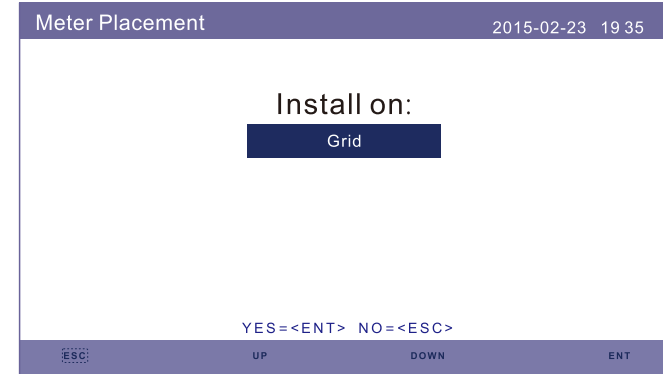 Meter Placement
2015-02-23 19 35
Install on:
Grid
YES=<ENT> NO=<ESC>
ESC UP DOWN ENT